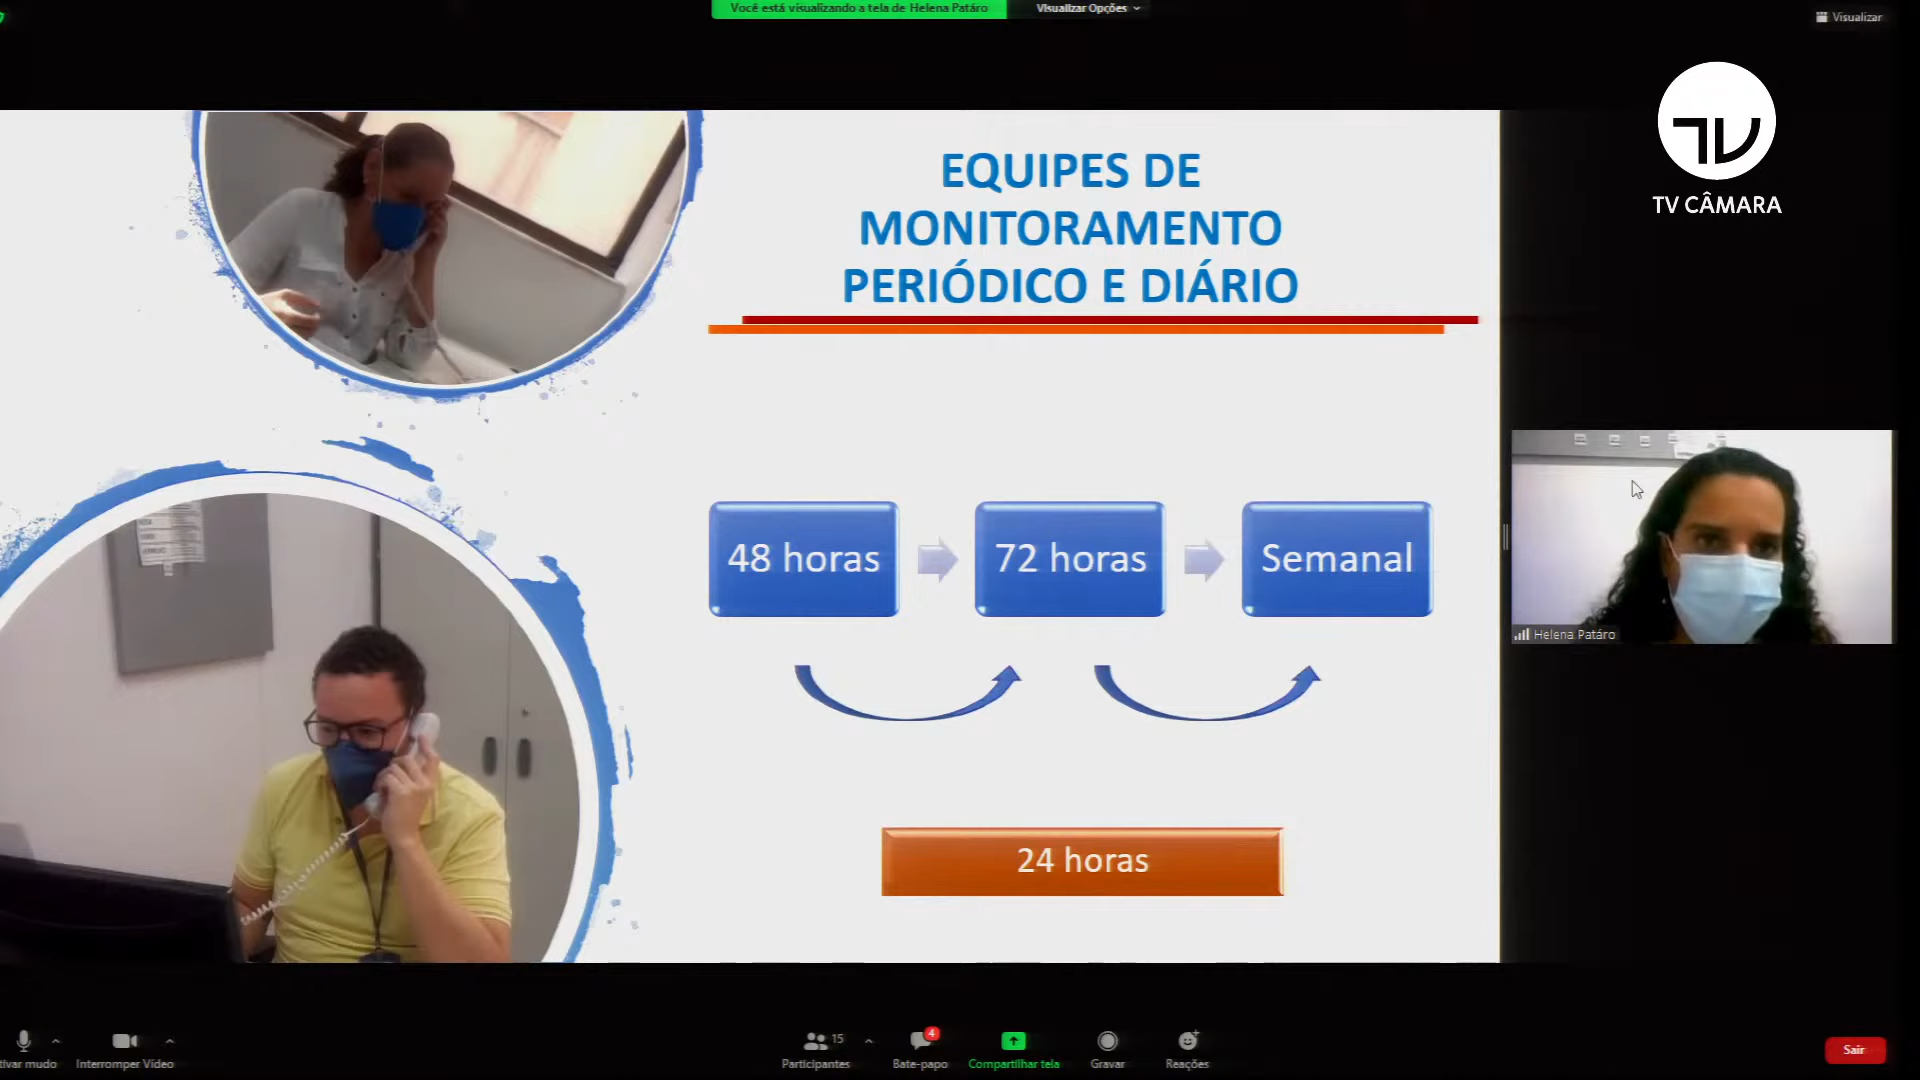 Você está visualizando a tela de Helena Patáro
Visualizar Opções
Visualizar
TV CÂMARA
EQUIPES DE
MONITORAMENTO
PERIÓDICO E DIÁRIO
48 horas
72 horas
Semanal
24 horas
Helena Patáro
tivar mudo
Interromper Vídeo
15
Participantes
4
Bate-papo
Compartilhar tela
Gravar
Reações
Sair